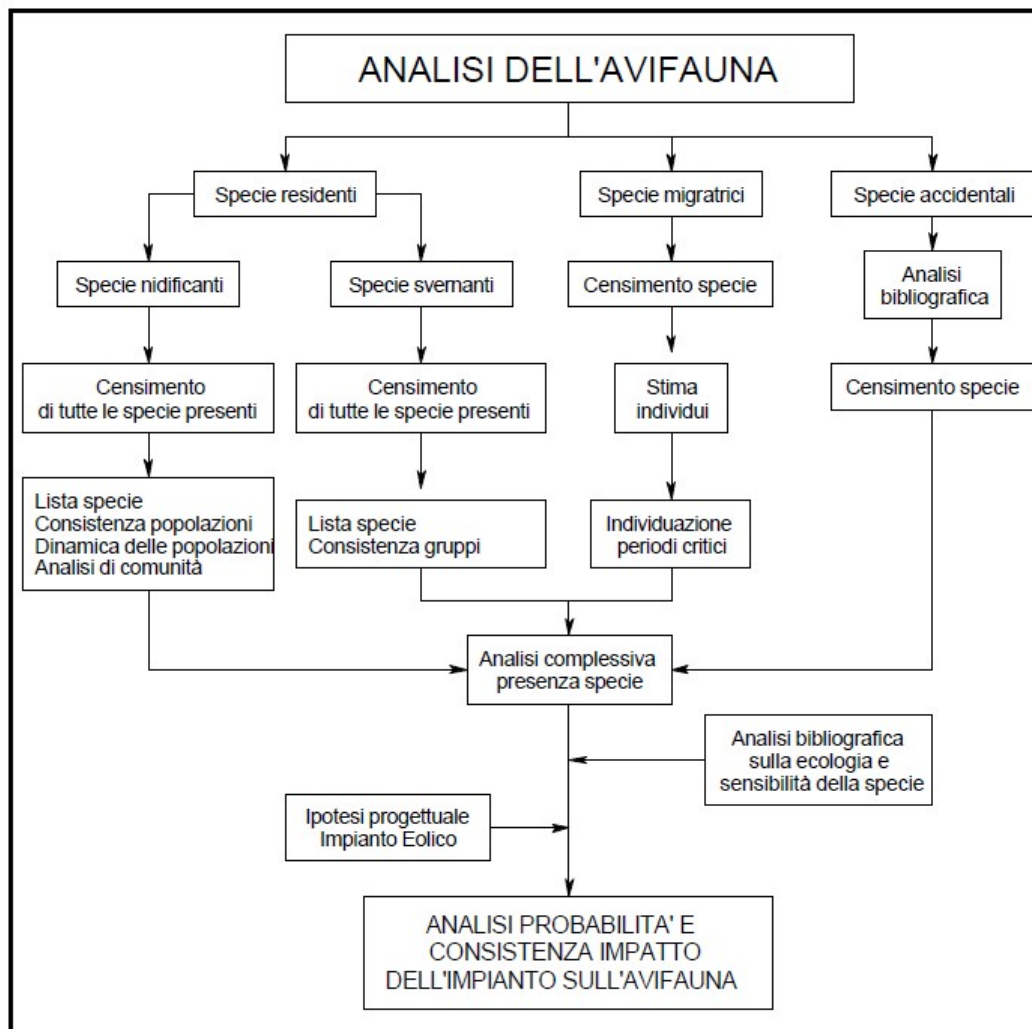 ANALISI DELL'AVIFAUNA
Specie residenti
Specie migratrici
Specie accidentali
Specie nidificanti
Specie svernanti
Censimento specie
Analisi
bibliografica
Censimento
di tutte le specie presenti
Censimento
di tutte le specie presenti
Stima
individui
Censimento specie
Lista specie
Consistenza popolazioni
Dinamica delle popolazioni
Analisi di comunità
Lista specie
Consistenza gruppi
Individuazione
periodi critici
Analisi complessiva
presenza specie
Analisi bibliografica
sulla ecologia e
sensibilità della specie
Ipotesi progettuale
Impianto Eolico
ANALISI PROBABILITA' E
CONSISTENZA IMPATTO
DELL'IMPIANTO SULL'AVIFAUNA